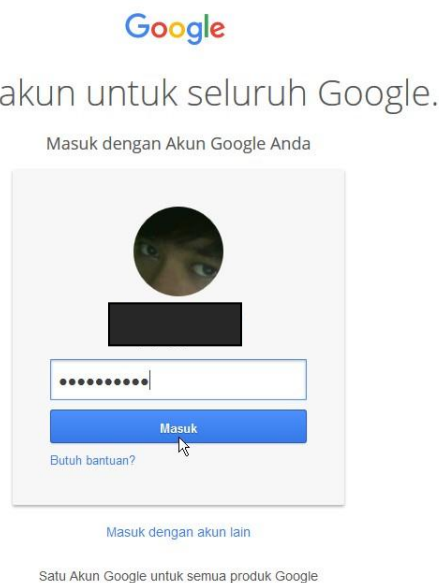 Google
akun untuk seluruh Google.
Masuk dengan Akun Google Anda
••••••••••
Masuk
Butuh bantuan?
Masuk dengan akun lain
Satu Akun Google untuk semua produk Google